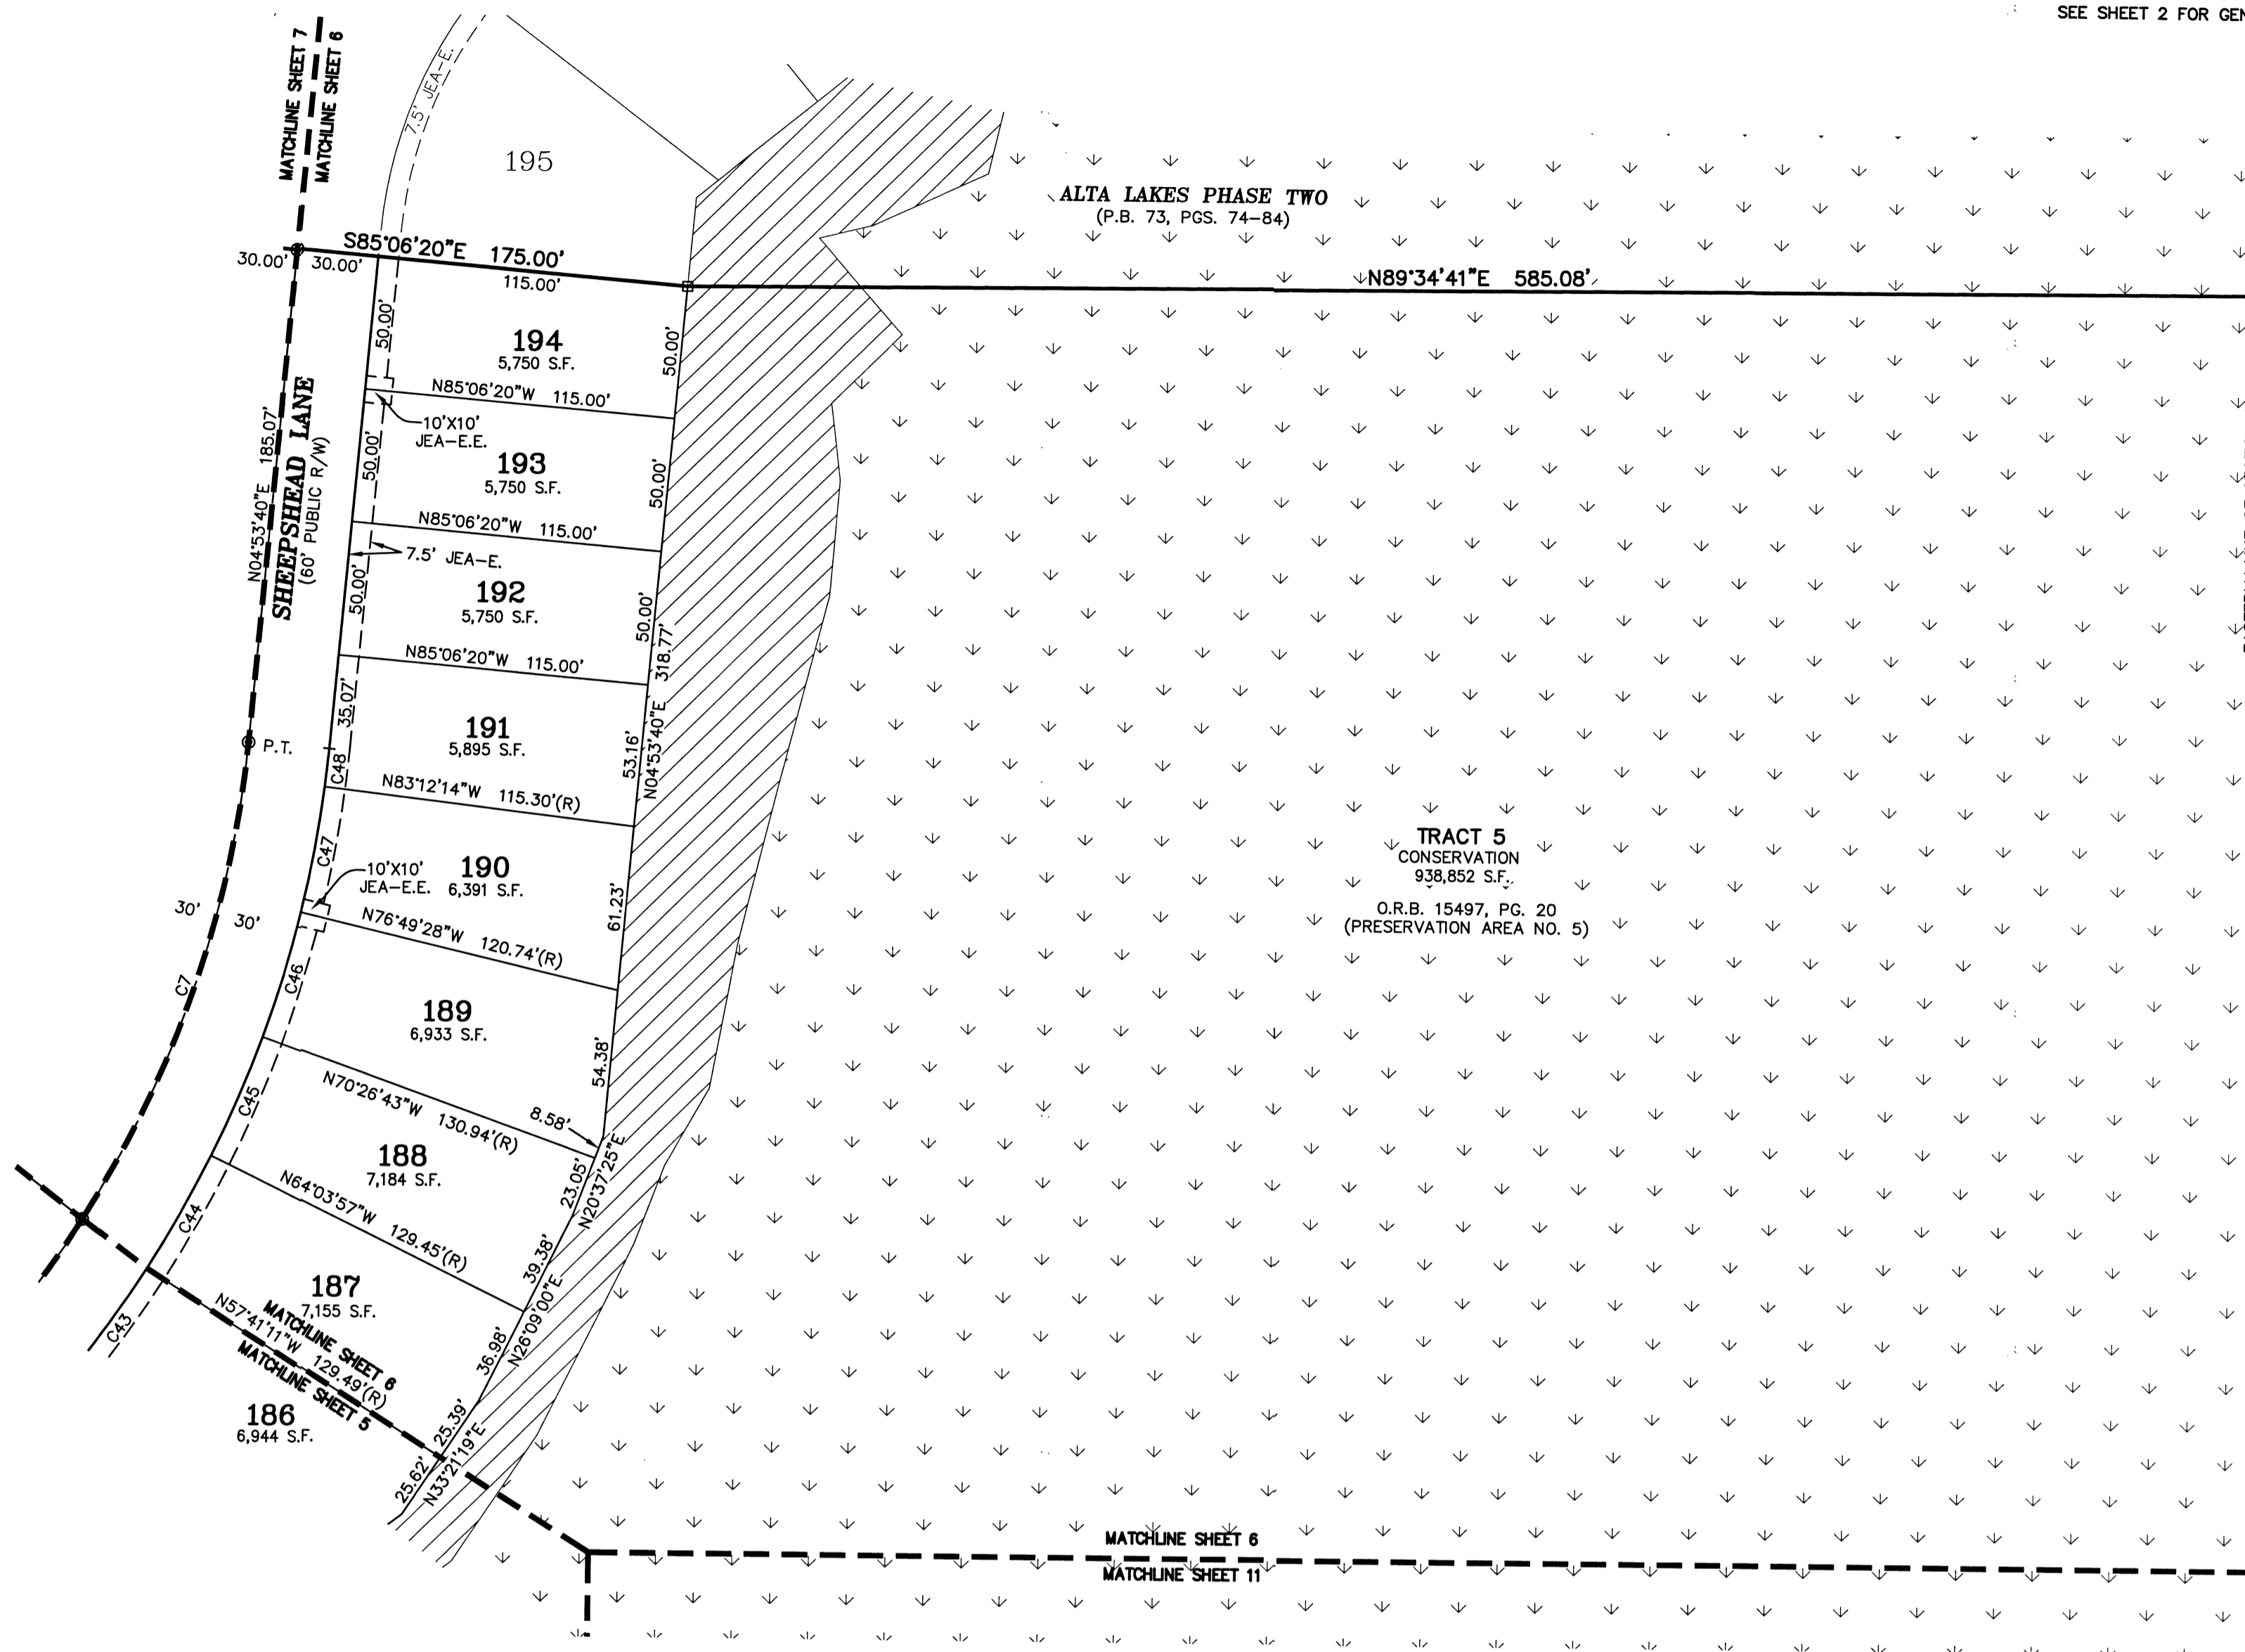 SEE SHEET 2 FOR GEN
MATCHLINE SHEET 7
MATCHLINE SHEET 6
7.5' JEA-E.
195
ALTA LAKES PHASE TWO
(P.B. 73, PGS. 74-84)
S85°06'20"E 175.00'
30.00'
30.00'
115.00'
N89°34'41"E 585.08'
50.00'
194
5,750 S.F.
50.00'
N85°06'20"W 115.00'
10'X10'
JEA-E.E.
SHEEPSHEAD LANE
(60' PUBLIC R/W)
N04°53'40"E 185.07'
50.00'
193
5,750 S.F.
50.00'
N85°06'20"W 115.00'
7.5' JEA-E.
50.00'
192
5,750 S.F.
50.00'
N85°06'20"W 115.00'
N04°53'40"E 318.77'
35.07'
191
5,895 S.F.
53.16'
P.T.
C48
N83°12'14"W 115.30'(R)
C47
10'X10'
JEA-E.E.
190
6,391 S.F.
61.23'
TRACT 5
CONSERVATION
938,852 S.F.
O.R.B. 15497, PG. 20
(PRESERVATION AREA NO. 5)
30'
30'
N76°49'28"W 120.74'(R)
C7
C46
189
6,933 S.F.
54.38'
N70°26'43"W 130.94'(R)
8.58'
C45
188
7,184 S.F.
23.05'
N20°37'25"E
N64°03'57"W 129.45'(R)
C44
39.38'
N26°09'00"E
187
7,155 S.F.
36.98'
MATCHLINE SHEET 6
N57°41'11"W 129.49'(R)
MATCHLINE SHEET 5
C43
186
6,944 S.F.
25.39'
N33°21'19"E
25.62'
MATCHLINE SHEET 6
MATCHLINE SHEET 11